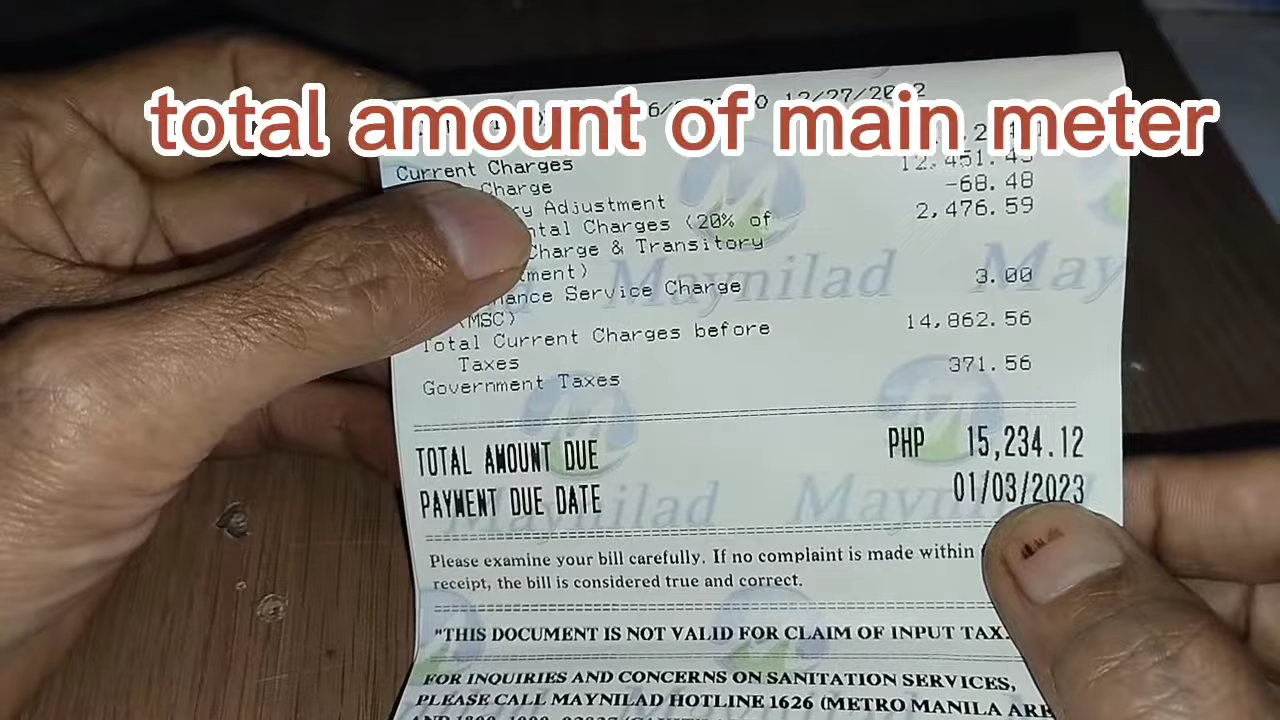 total amount of main meter
12/27/2022
Current Charges
Charge 12,451.45
Adjustment -68.48
Charges (20% of 2,476.59
Charge & Transitory
Service Charge 3.00
(MSC)
Total Current Charges before 14,862.56
Taxes
Government Taxes 371.56
TOTAL AMOUNT DUE PHP 15,234.12
PAYMENT DUE DATE 01/03/2023
Please examine your bill carefully. If no complaint is made within
receipt, the bill is considered true and correct.
"THIS DOCUMENT IS NOT VALID FOR CLAIM OF INPUT TAX.
FOR INQUIRIES AND CONCERNS ON SANITATION SERVICES,
PLEASE CALL MAYNILAD HOTLINE 1626 (METRO MANILA
Maynilad
Maynilad